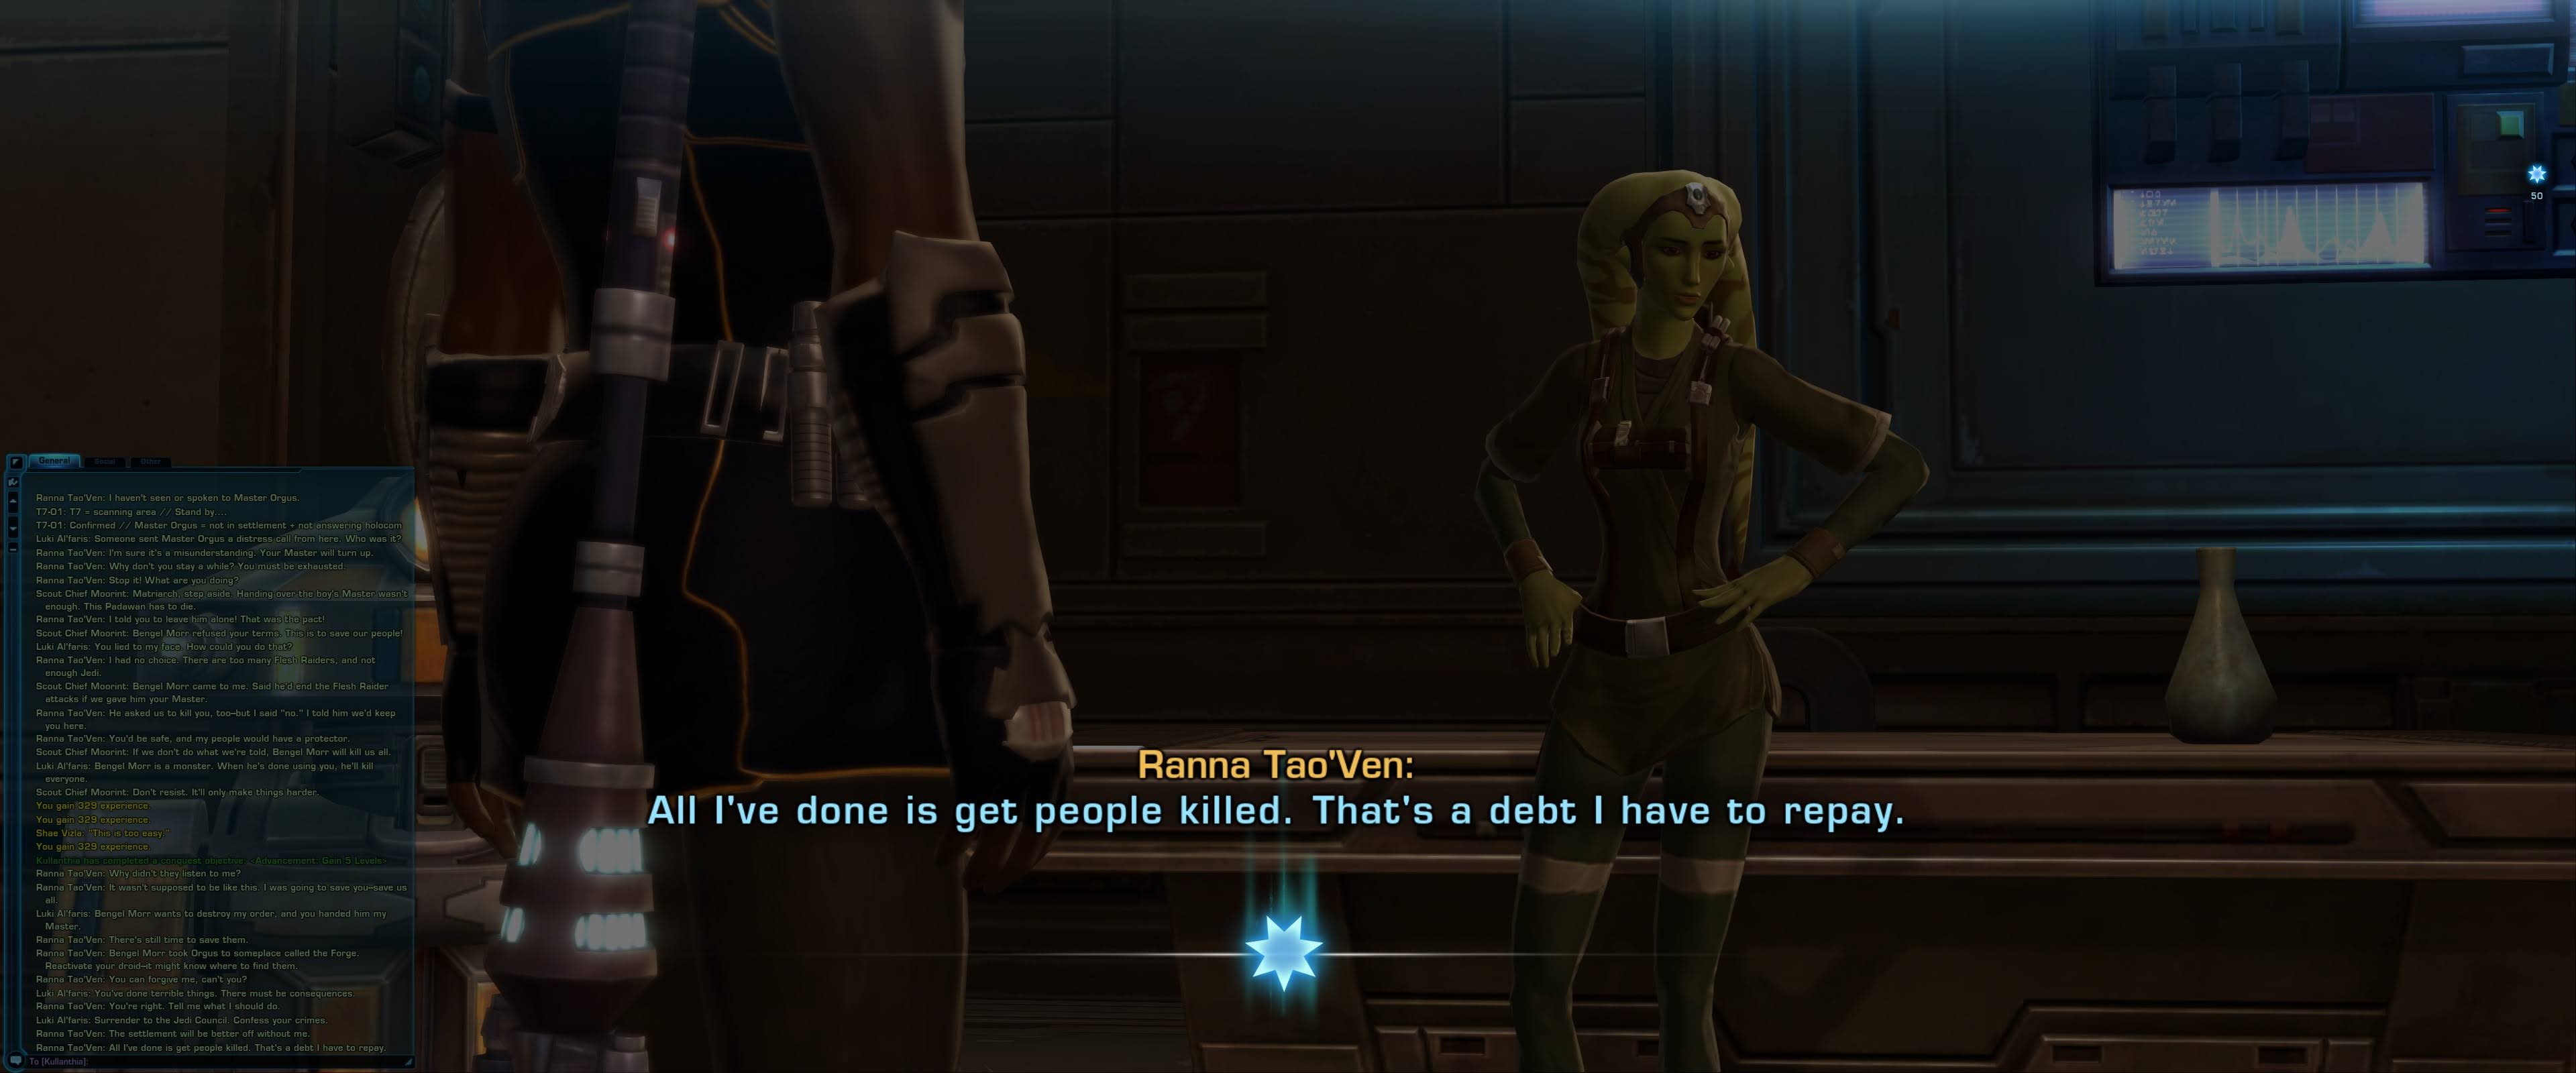 50
General Social Other
Ranna Tao'Ven: I haven't seen or spoken to Master Orgus.
T7-01: T7 = scanning area // Stand by....
T7-01: Confirmed // Master Orgus = not in settlement + not answering holocom
Luki Al'faris: Someone sent Master Orgus a distress call from here. Who was it?
Ranna Tao'Ven: I'm sure it's a misunderstanding. Your Master will turn up.
Ranna Tao'Ven: Why don't you stay a while? You must be exhausted.
Ranna Tao'Ven: Stop it! What are you doing?
Scout Chief Moorint: Matriarch, step aside. Handing over the boy's Master wasn't
enough. This Padawan has to die.
Ranna Tao'Ven: I told you to leave him alone! That was the pact!
Scout Chief Moorint: Bengel Morr refused your terms. This is to save our people!
Luki Al'faris: You lied to my face. How could you do that?
Ranna Tao'Ven: I had no choice. There are too many Flesh Raiders, and not
enough Jedi.
Scout Chief Moorint: Bengel Morr came to me. Said he'd end the Flesh Raider
attacks if we gave him your Master.
Ranna Tao'Ven: He asked us to kill you, too—but I said "no." I told him we'd keep
you here.
Ranna Tao'Ven: You'd be safe, and my people would have a protector.
Scout Chief Moorint: If we don't do what we're told, Bengel Morr will kill us all.
Luki Al'faris: Bengel Morr is a monster. When he's done using you, he'll kill
everyone.
Scout Chief Moorint: Don't resist. It'll only make things harder.
You gain 329 experience.
You gain 329 experience.
Shae Vizla: "This is too easy."
You gain 329 experience.
Kullanthia has completed a conquest objective <Advancement: Gain 5 Levels>
Ranna Tao'Ven: Why didn't they listen to me?
Ranna Tao'Ven: It wasn't supposed to be like this. I was going to save you—save us
all.
Luki Al'faris: Bengel Morr wants to destroy my order, and you handed him my
Master.
Ranna Tao'Ven: There's still time to save them.
Ranna Tao'Ven: Bengel Morr took Orgus to someplace called the Forge.
Reactivate your droid—it might know where to find them.
Ranna Tao'Ven: You can forgive me, can't you?
Luki Al'faris: You've done terrible things. There must be consequences.
Ranna Tao'Ven: You're right. Tell me what I should do.
Luki Al'faris: Surrender to the Jedi Council. Confess your crimes.
Ranna Tao'Ven: The settlement will be better off without me.
Ranna Tao'Ven: All I've done is get people killed. That's a debt I have to repay.
To [Kullanthia]:
Ranna Tao'Ven:
All I've done is get people killed. That's a debt I have to repay.